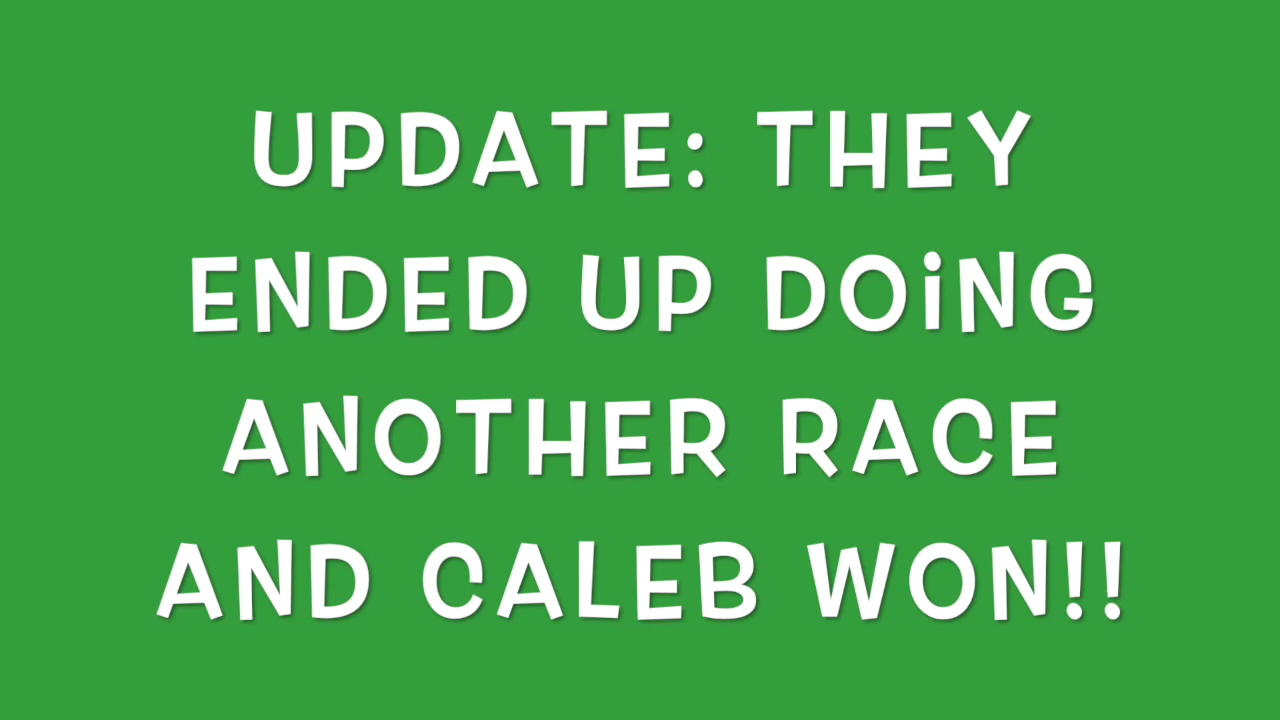 UPDATE: THEY
ENDED UP DOiNG
ANOTHER RACE
AND CALEB WON!!